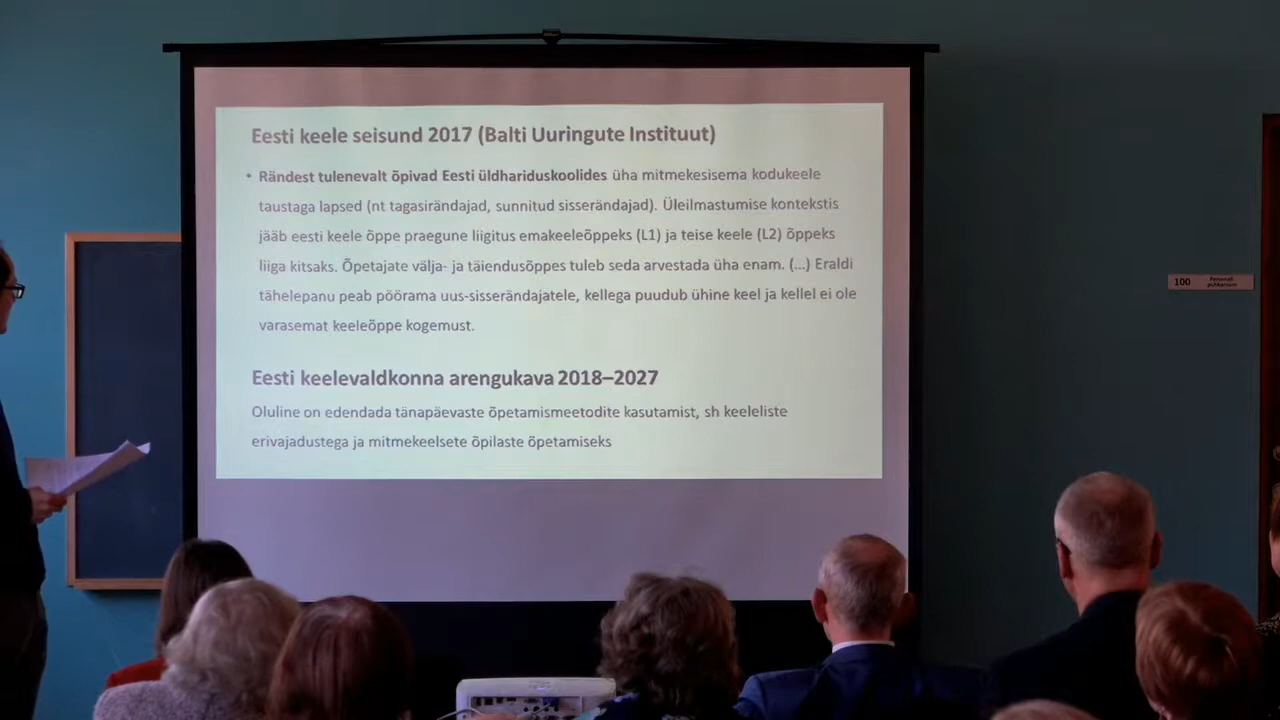 Eesti keele seisund 2017 (Balti Uuringute Instituut)
• Rändest tulenevalt õpivad Eesti üldhariduskoolides üha mitmekesisema kodukeele
taustaga lapsed (nt tagasirändajad, sunnitud sisserändajad). Üleilmastumise kontekstis
jääb eesti keele õppe praegune liigitus emakeeleõppeks (L1) ja teise keele (L2) õppeks
liiga kitsaks. Õpetajate välja- ja täiendusõppes tuleb seda arvestada üha enam. (...) Eraldi
tähelepanu peab pöörama uus-sisserändajatele, kellega puudub ühine keel ja kellel ei ole
varasemat keeleõppe kogemust.
Eesti keelevaldkonna arengukava 2018–2027
Oluline on edendada tänapäevaste õpetamismeetodite kasutamist, sh keeleliste
erivajadustega ja mitmekeelsete õpilaste õpetamiseks
100